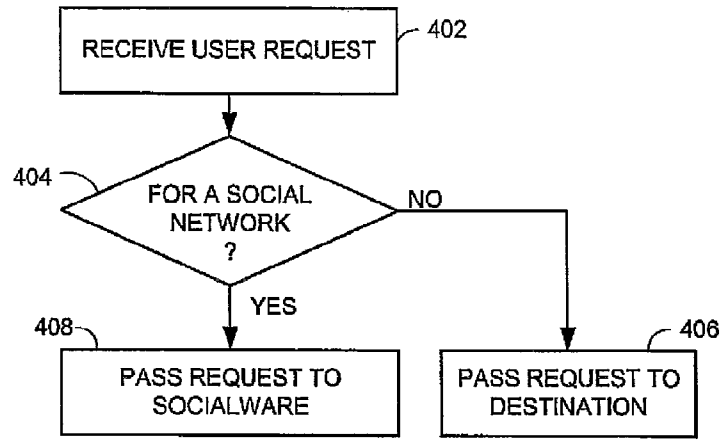 RECEIVE USER REQUEST
402
404
FOR A SOCIAL
NETWORK
?
NO
YES
408
PASS REQUEST TO
SOCIALWARE
406
PASS REQUEST TO
DESTINATION